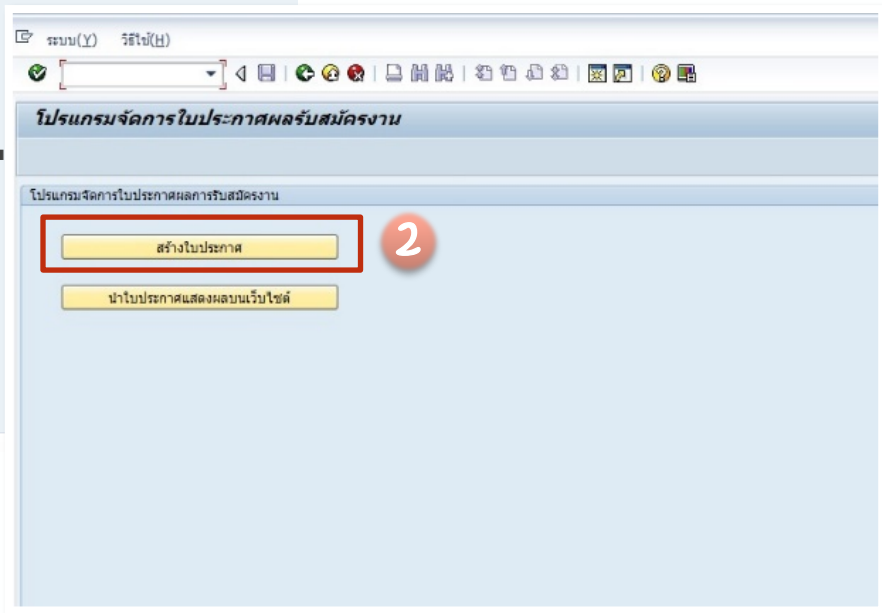 ระบบ(Y) วิธีใช้(H)
โปรแกรมจัดการใบประกาศผลรับสมัครงาน
โปรแกรมจัดการใบประกาศผลการรับสมัครงาน
สร้างใบประกาศ
2
นำใบประกาศแสดงผลบนเว็บไซต์